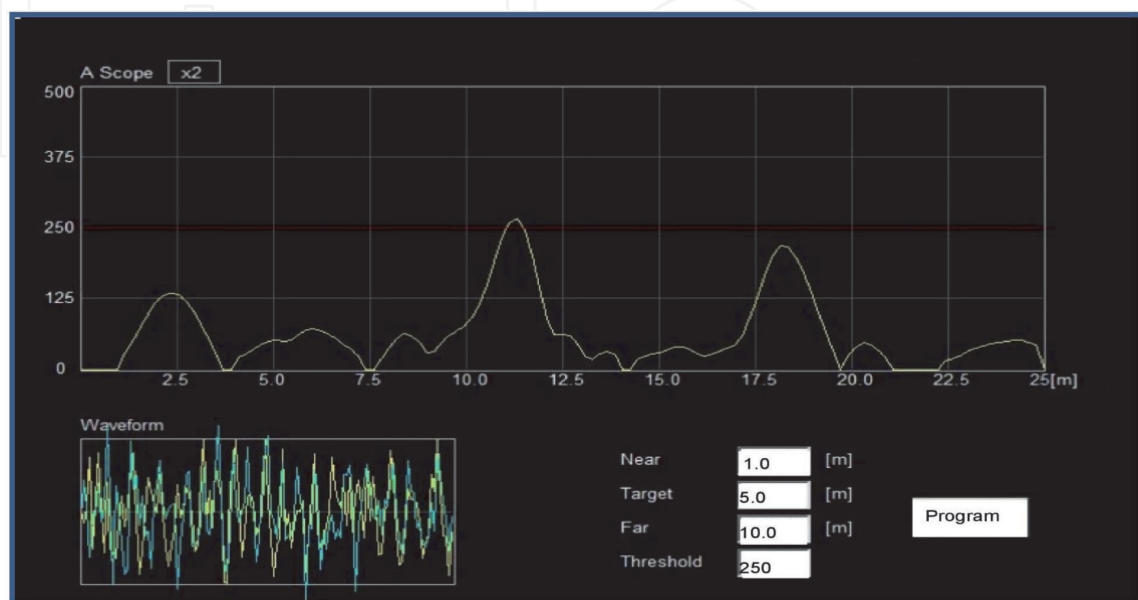 A Scope x2
500
375
250
125
0
2.5 5.0 7.5 10.0 12.5 15.0 17.5 20.0 22.5 25[m]
Waveform
Near 1.0 [m]
Target 5.0 [m]
Far 10.0 [m]
Threshold 250
Program